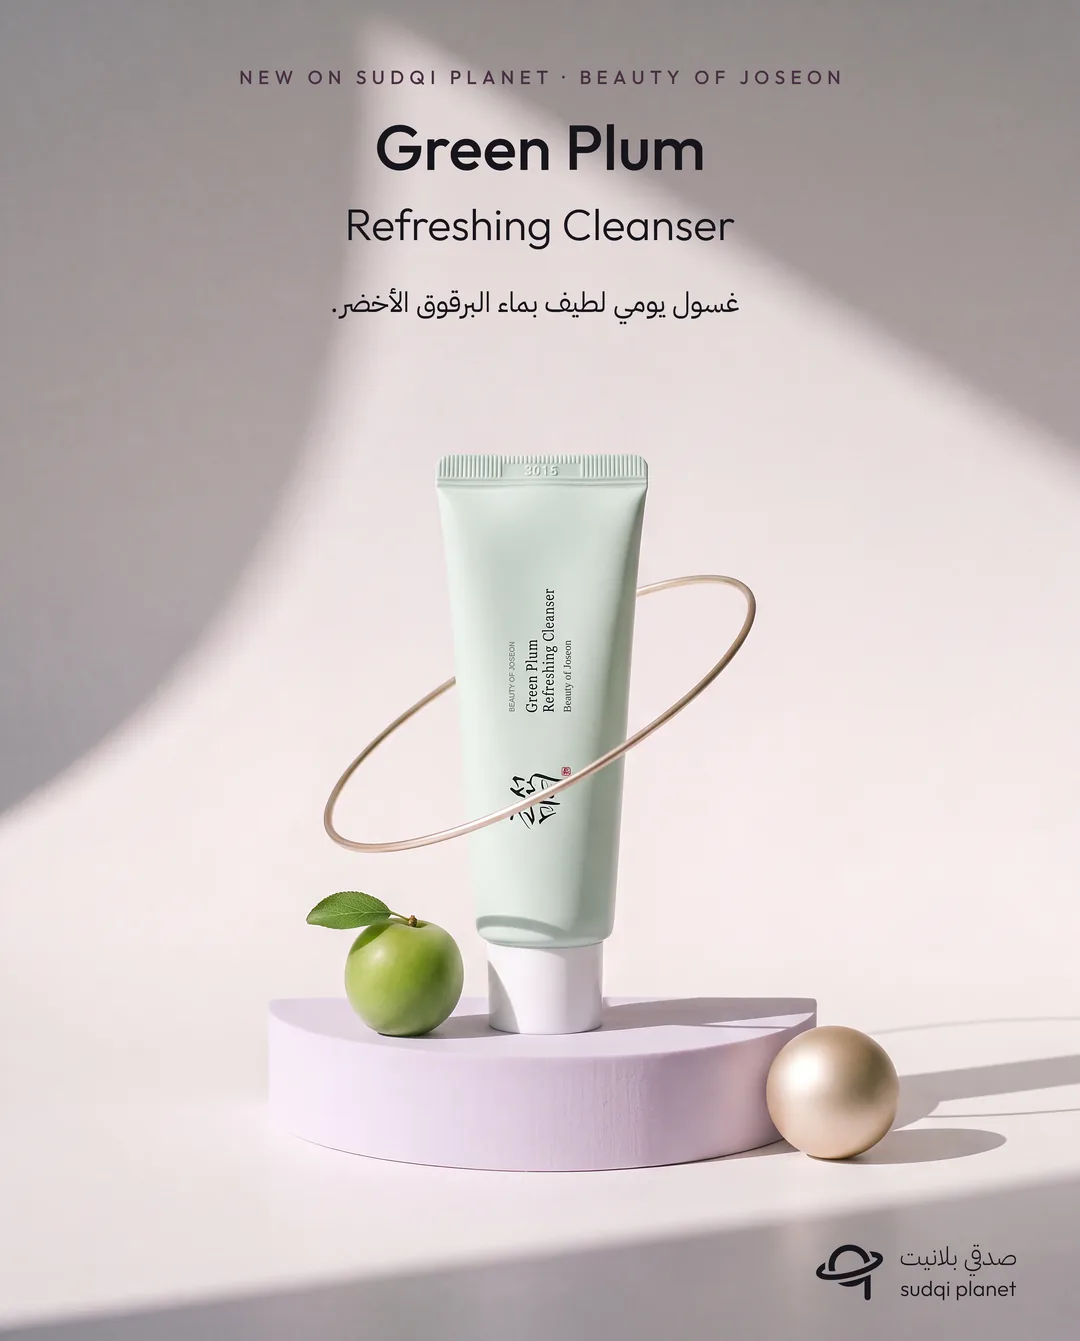 NEW ON SUDQI PLANET · BEAUTY OF JOSEON
Green Plum
Refreshing Cleanser
غسول يومي لطيف بماء البرقوق الأخضر.
3015
BEAUTY OF JOSEON
Green Plum
Refreshing Cleanser
Beauty of Joseon
صدقي بلانيت
sudqi planet